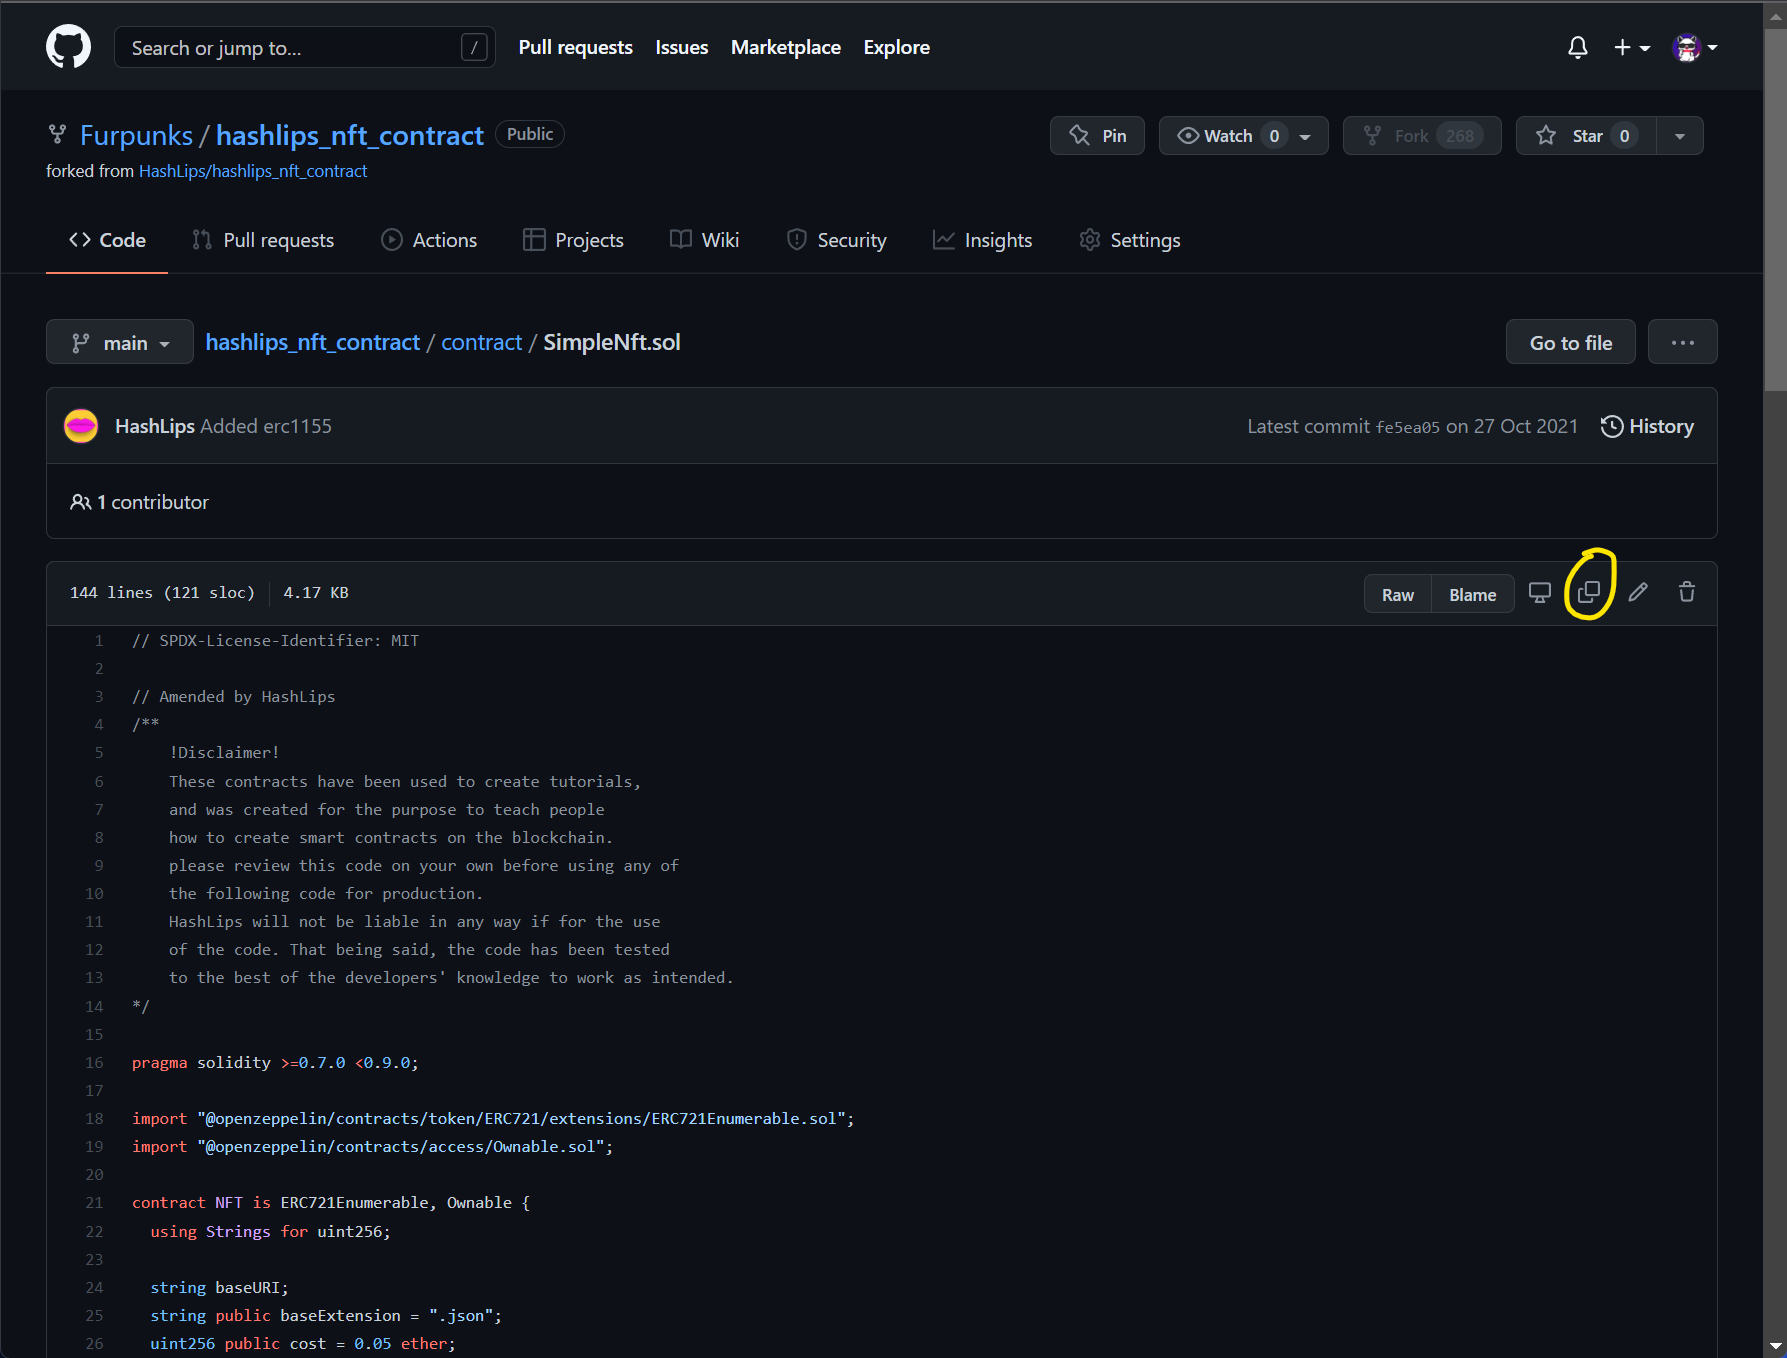 Search or jump to... / Pull requests Issues Marketplace Explore
Furpunks / hashlips_nft_contract Public Pin Watch 0 Fork 268 Star 0
forked from HashLips/hashlips_nft_contract
Code Pull requests Actions Projects Wiki Security Insights Settings
main hashlips_nft_contract / contract / SimpleNft.sol Go to file ...
HashLips Added erc1155 Latest commit fe5ea05 on 27 Oct 2021 History
1 contributor
144 lines (121 sloc) 4.17 KB Raw Blame
1 // SPDX-License-Identifier: MIT
2
3 // Amended by HashLips
4 /**
5 !Disclaimer!
6 These contracts have been used to create tutorials,
7 and was created for the purpose to teach people
8 how to create smart contracts on the blockchain.
9 please review this code on your own before using any of
10 the following code for production.
11 HashLips will not be liable in any way if for the use
12 of the code. That being said, the code has been tested
13 to the best of the developers' knowledge to work as intended.
14 */
15
16 pragma solidity >=0.7.0 <0.9.0;
17
18 import "@openzeppelin/contracts/token/ERC721/extensions/ERC721Enumerable.sol";
19 import "@openzeppelin/contracts/access/Ownable.sol";
20
21 contract NFT is ERC721Enumerable, Ownable {
22 using Strings for uint256;
23
24 string baseURI;
25 string public baseExtension = ".json";
26 uint256 public cost = 0.05 ether;